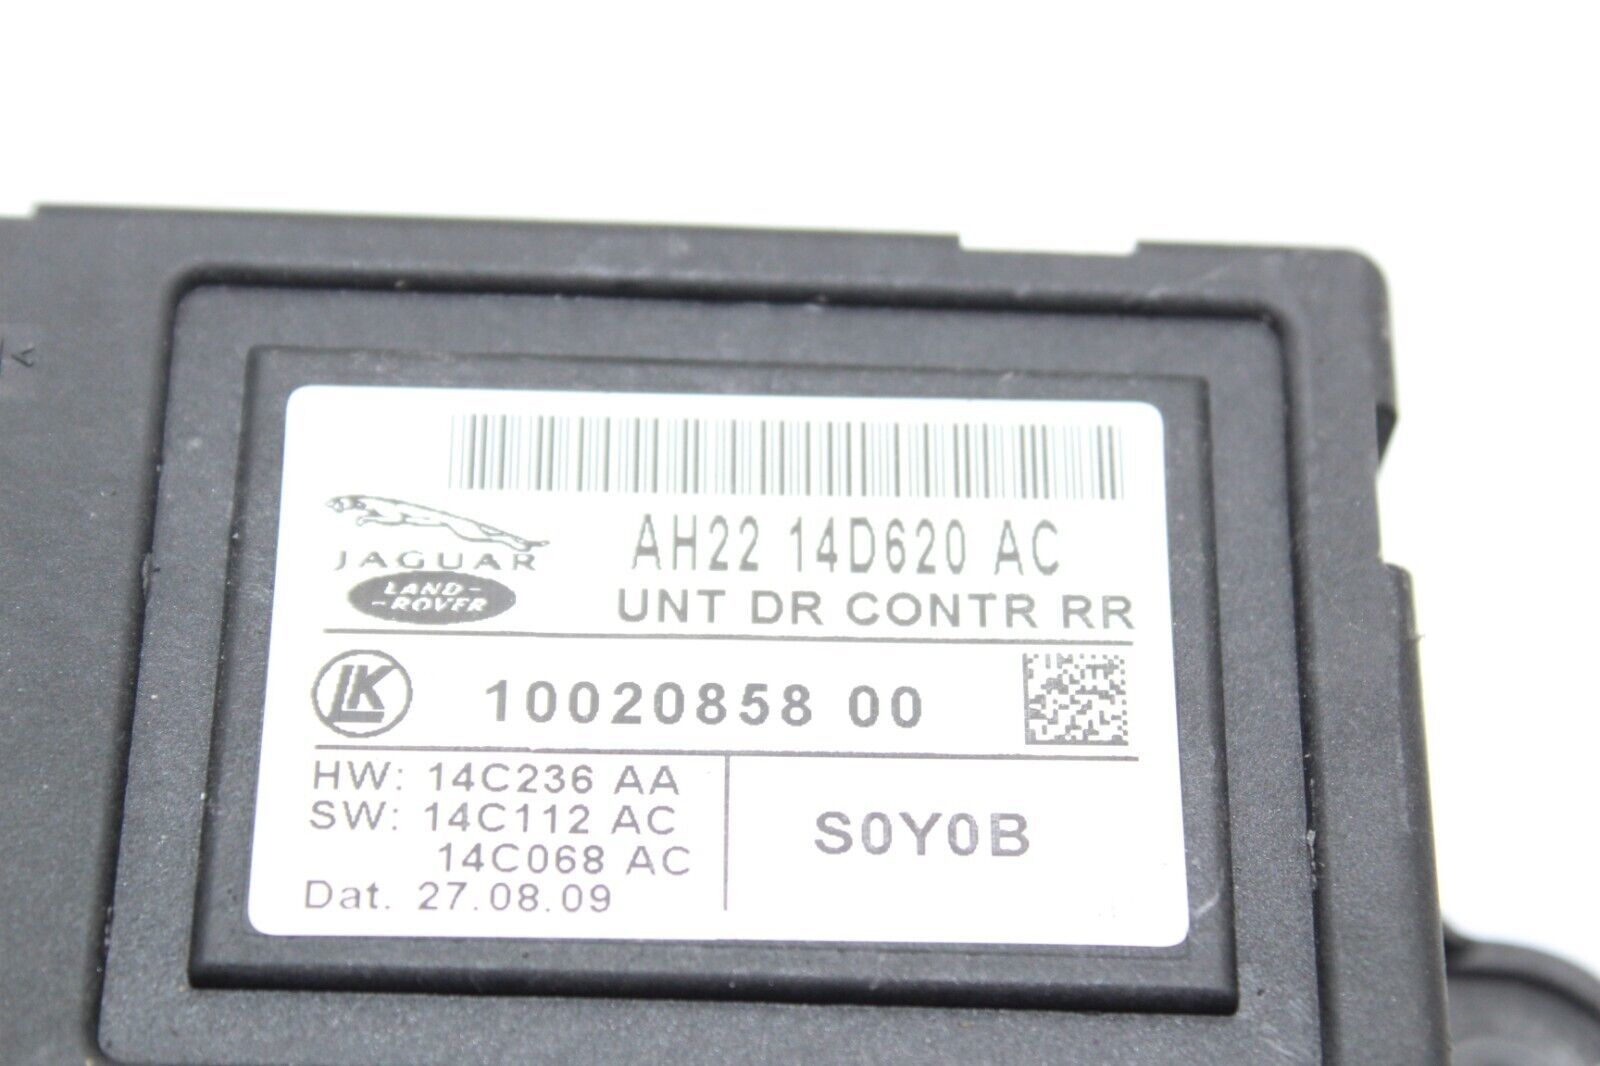 JAGUAR
LAND-
-ROVER
AH22 14D620 AC
UNT DR CONTR RR
LK
10020858 00
HW: 14C236 AA
SW: 14C112 AC
14C068 AC
Dat. 27.08.09
S0Y0B